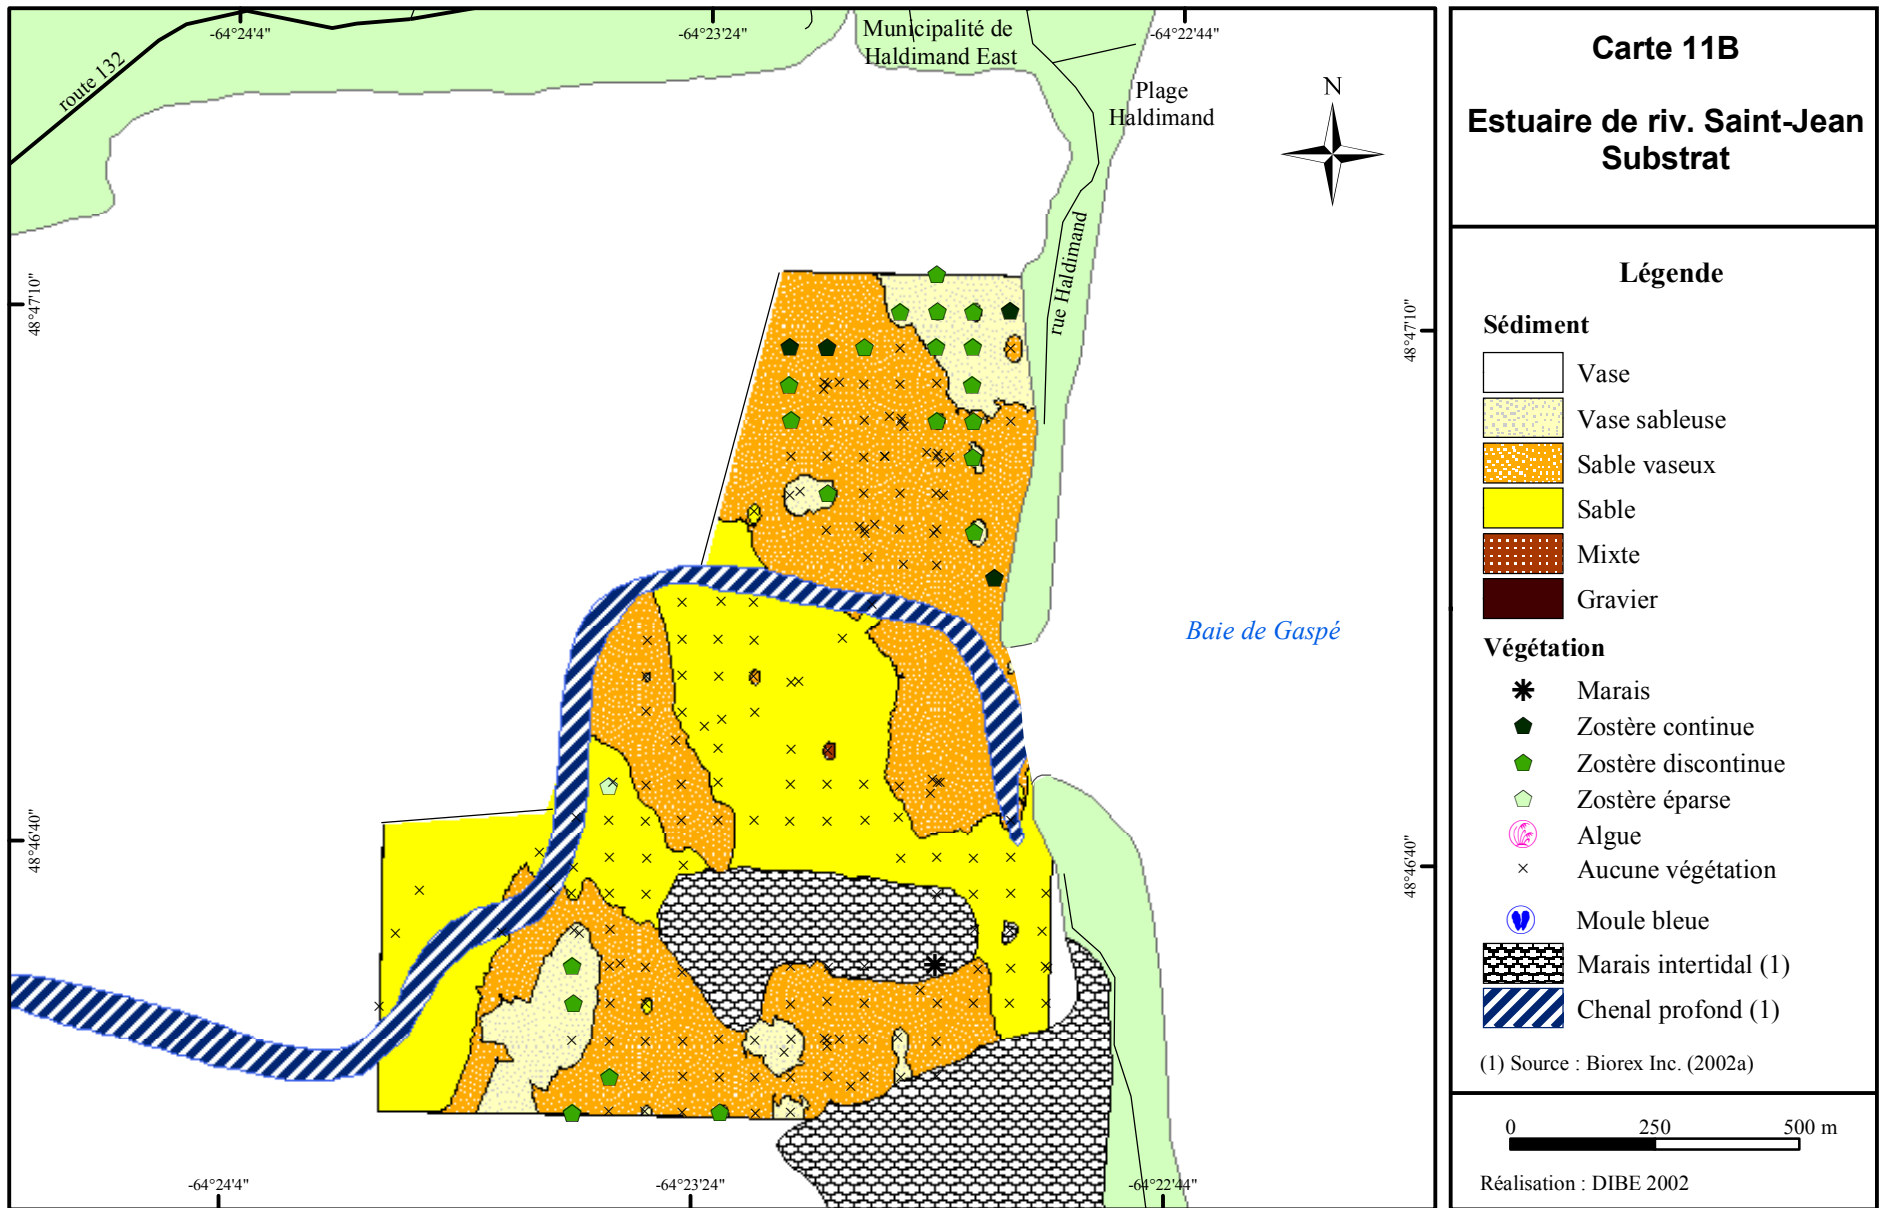 -64°24'4"
-64°23'24"
-64°22'44"
Municipalité de
Haldimand East
route 132
Plage
Haldimand
N
rue Haldimand
48°47'10"
48°47'10"
Baie de Gaspé
48°46'40"
48°46'40"
-64°24'4"
-64°23'24"
-64°22'44"
Carte 11B
Estuaire de riv. Saint-Jean
Substrat
Légende
Sédiment
Vase
Vase sableuse
Sable vaseux
Sable
Mixte
Gravier
Végétation
Marais
Zostère continue
Zostère discontinue
Zostère éparse
Algue
Aucune végétation
Moule bleue
Marais intertidal (1)
Chenal profond (1)
(1) Source : Biorex Inc. (2002a)
0 250 500 m
Réalisation : DIBE 2002